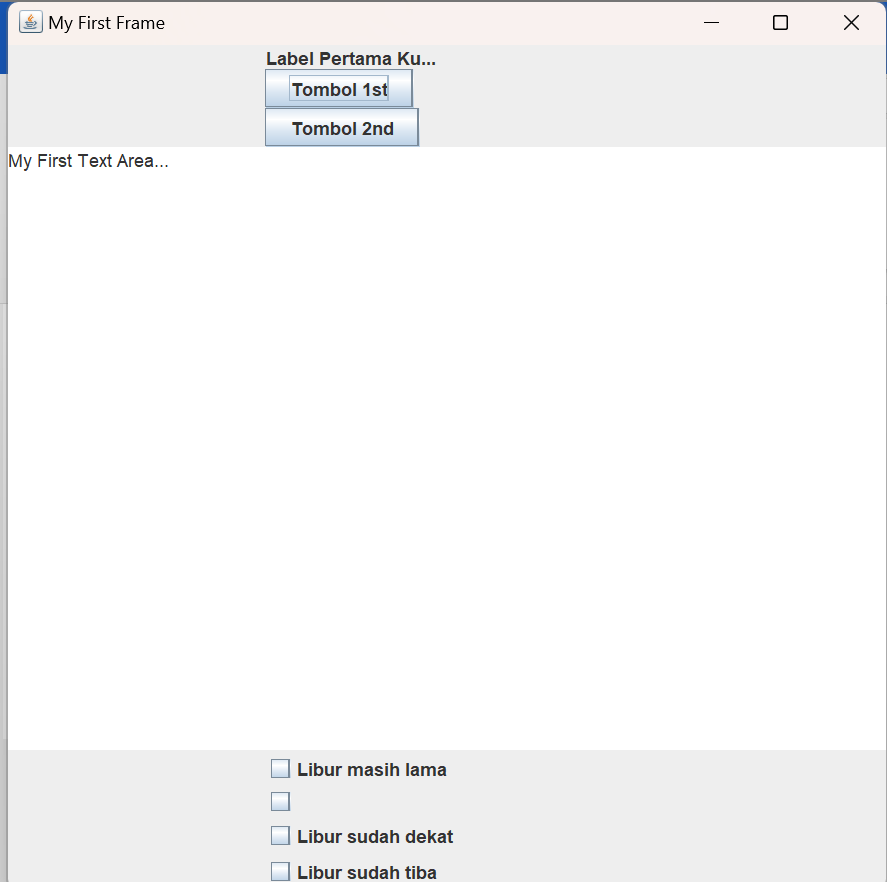 My First Frame
Label Pertama Ku...
Tombol 1st
Tombol 2nd
My First Text Area...
Libur masih lama
Libur sudah dekat
Libur sudah tiba